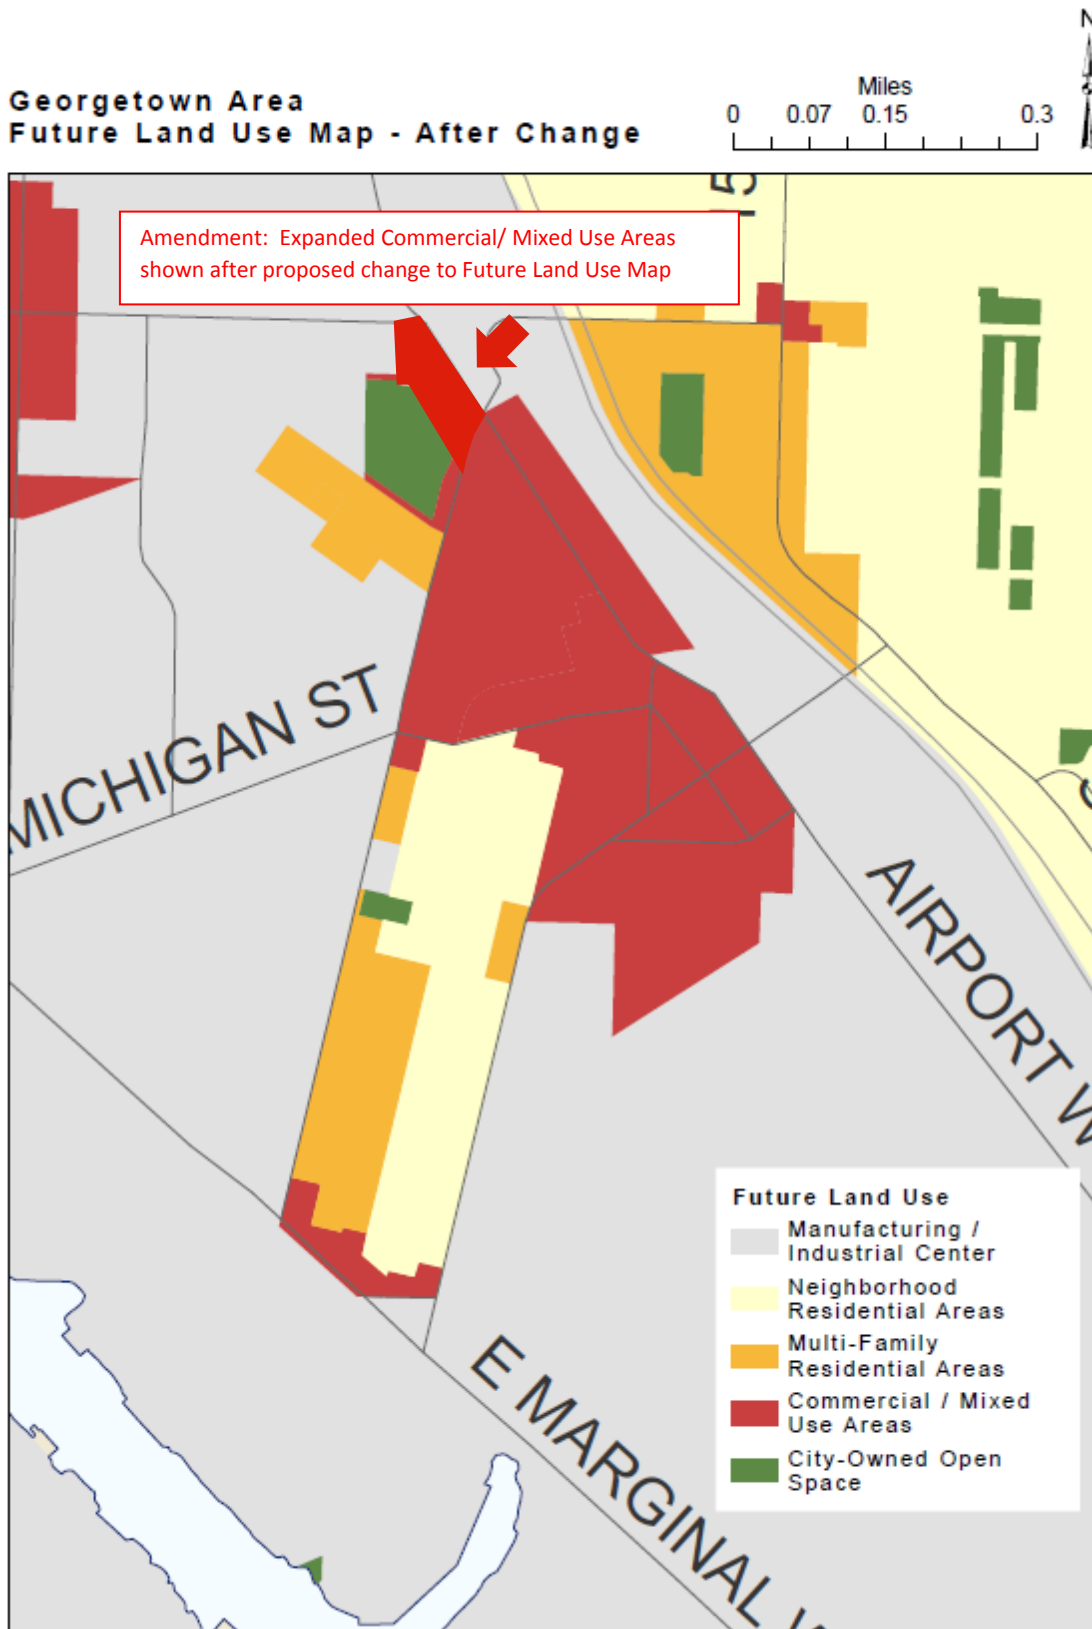 N
Georgetown Area
Future Land Use Map - After Change
Miles
0 0.07 0.15 0.3
15
Amendment: Expanded Commercial/ Mixed Use Areas
shown after proposed change to Future Land Use Map
MICHIGAN ST
AIRPORT W
E MARGINAL W
Future Land Use
Manufacturing /
Industrial Center
Neighborhood
Residential Areas
Multi-Family
Residential Areas
Commercial / Mixed
Use Areas
City-Owned Open
Space